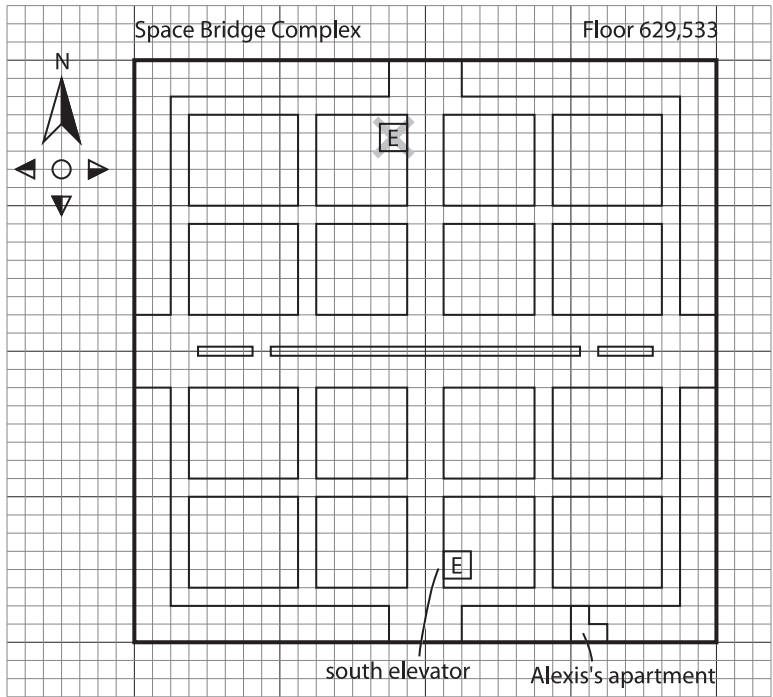 Space Bridge Complex
Floor 629,533
N
E
E
south elevator
Alexis's apartment